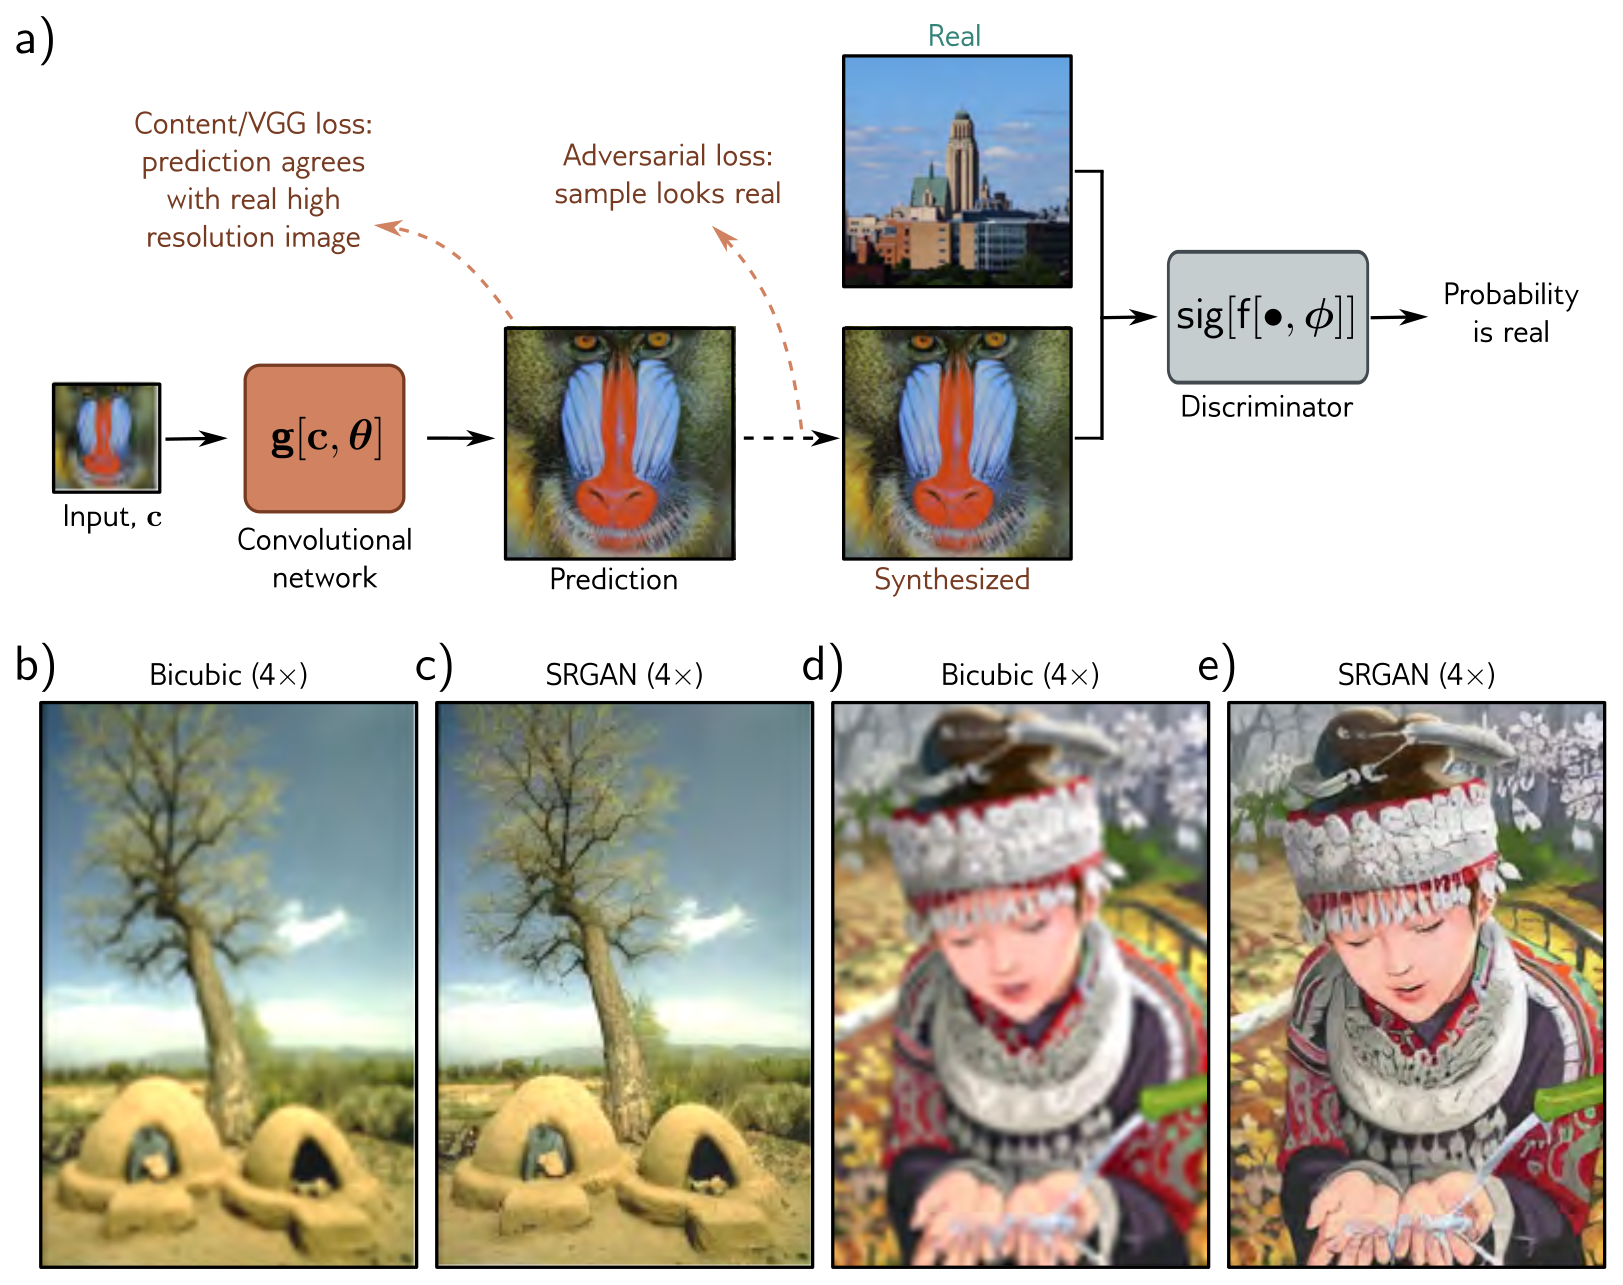 a)
Real
Content/VGG loss:
prediction agrees
with real high
resolution image
Adversarial loss:
sample looks real
sig[f[•, ϕ]]
Discriminator
Probability
is real
g[c, θ]
Input, c
Convolutional
network
Prediction
Synthesized
b)
Bicubic (4×)
c)
SRGAN (4×)
d)
Bicubic (4×)
e)
SRGAN (4×)